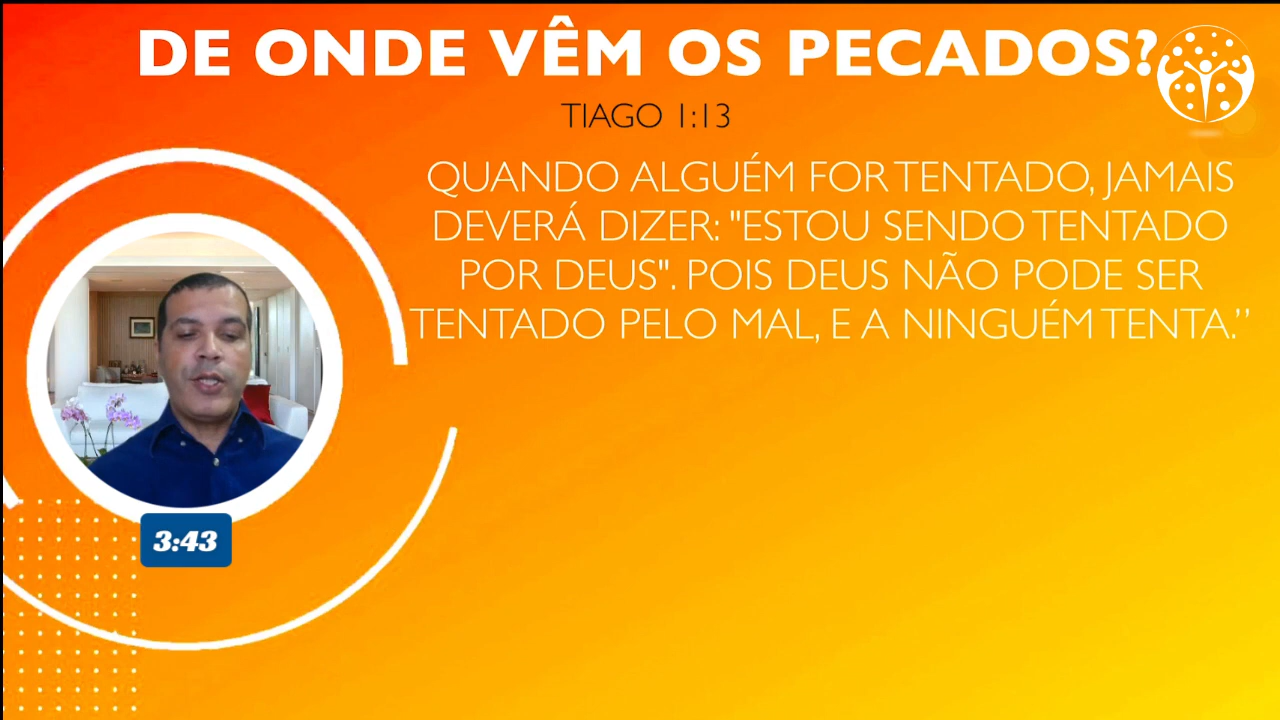 DE ONDE VÊM OS PECADOS?
TIAGO 1:13
QUANDO ALGUÉM FOR TENTADO, JAMAIS
DEVERÁ DIZER: "ESTOU SENDO TENTADO
POR DEUS". POIS DEUS NÃO PODE SER
TENTADO PELO MAL, E A NINGUÉM TENTA.’’
3:43